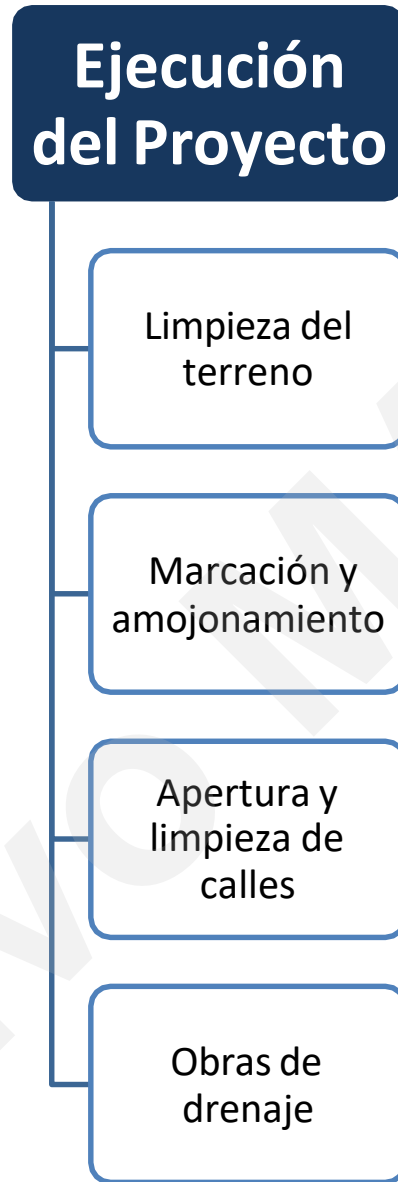 Ejecución
del Proyecto
Limpieza del
terreno
Marcación y
amojonamiento
Apertura y
limpieza de
calles
Obras de
drenaje